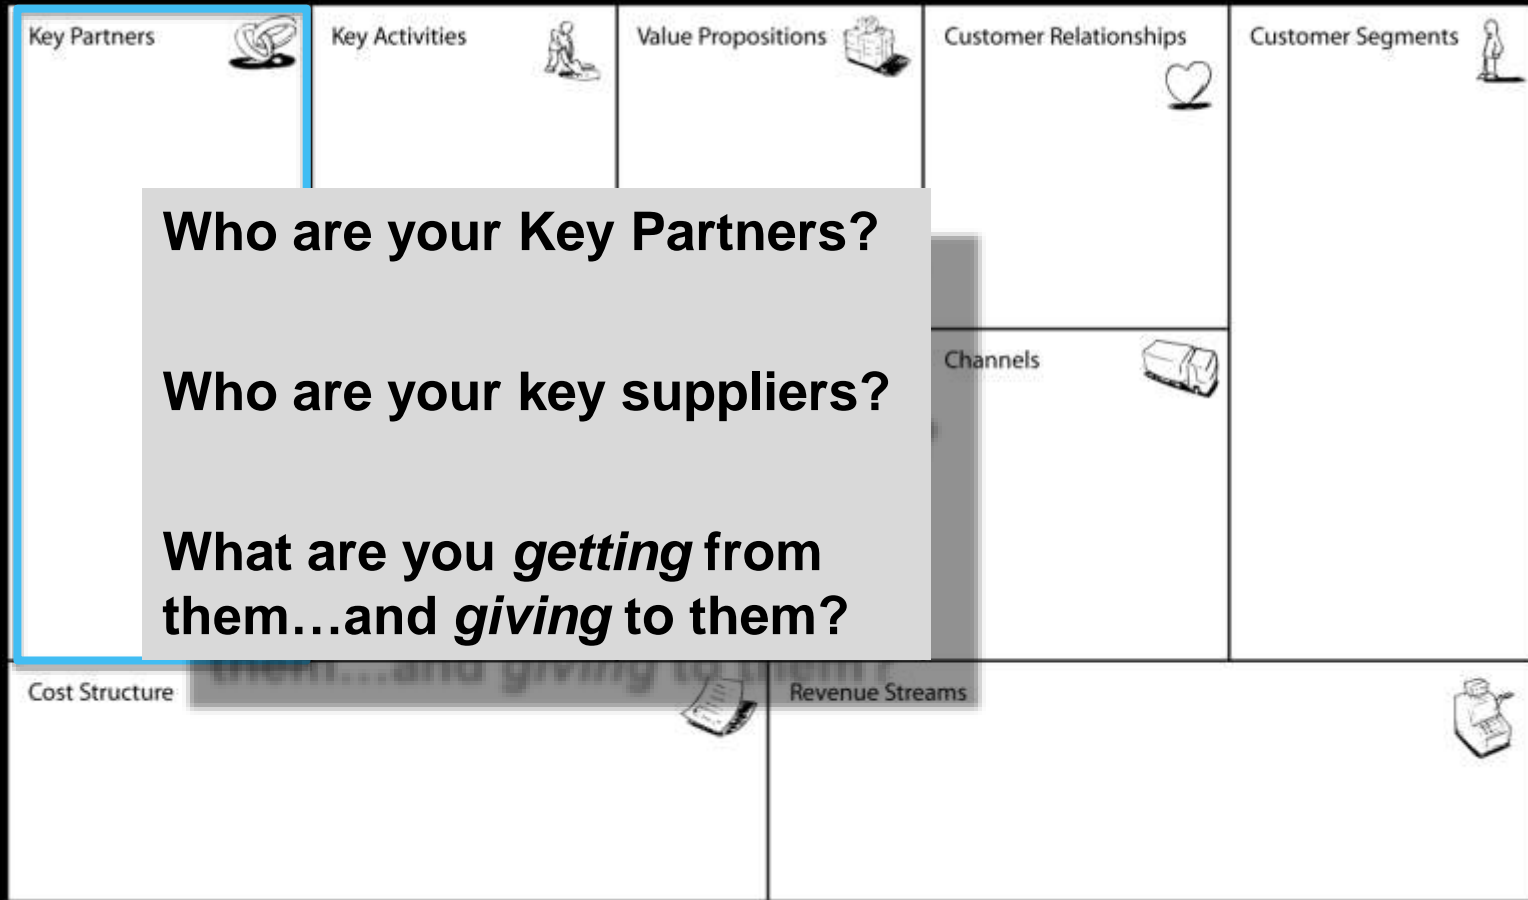 Key Partners
Key Activities
Value Propositions
Customer Relationships
Customer Segments
Who are your Key Partners?
Who are your key suppliers?
What are you getting from
them…and giving to them?
Channels
Cost Structure
Revenue Streams